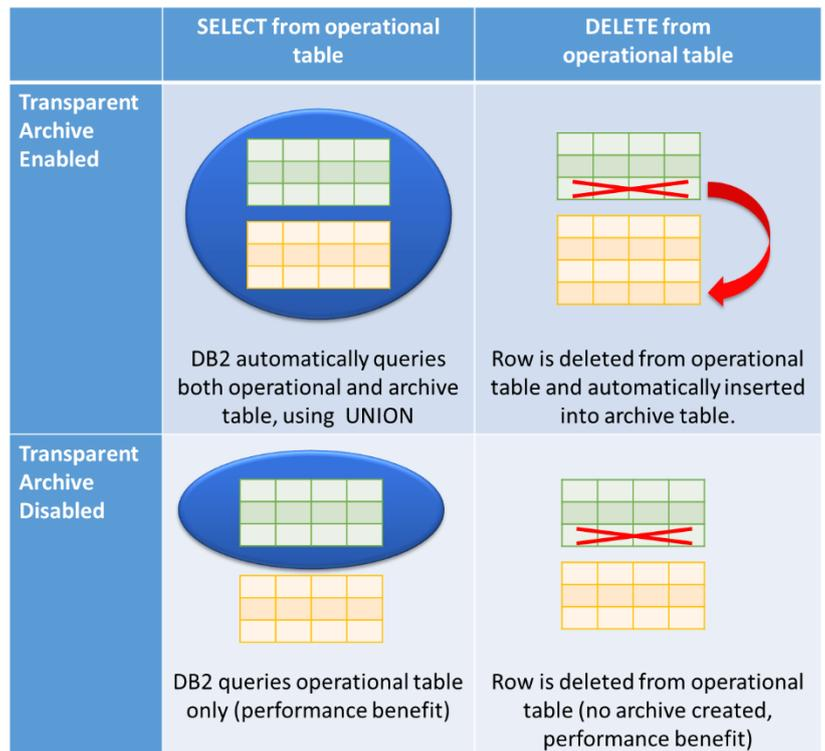 SELECT from operational
table
DELETE from
operational table
Transparent
Archive
Enabled
DB2 automatically queries
both operational and archive
table, using  UNION
Row is deleted from operational
table and automatically inserted
into archive table.
Transparent
Archive
Disabled
DB2 queries operational table
only (performance benefit)
Row is deleted from operational
table (no archive created,
performance benefit)